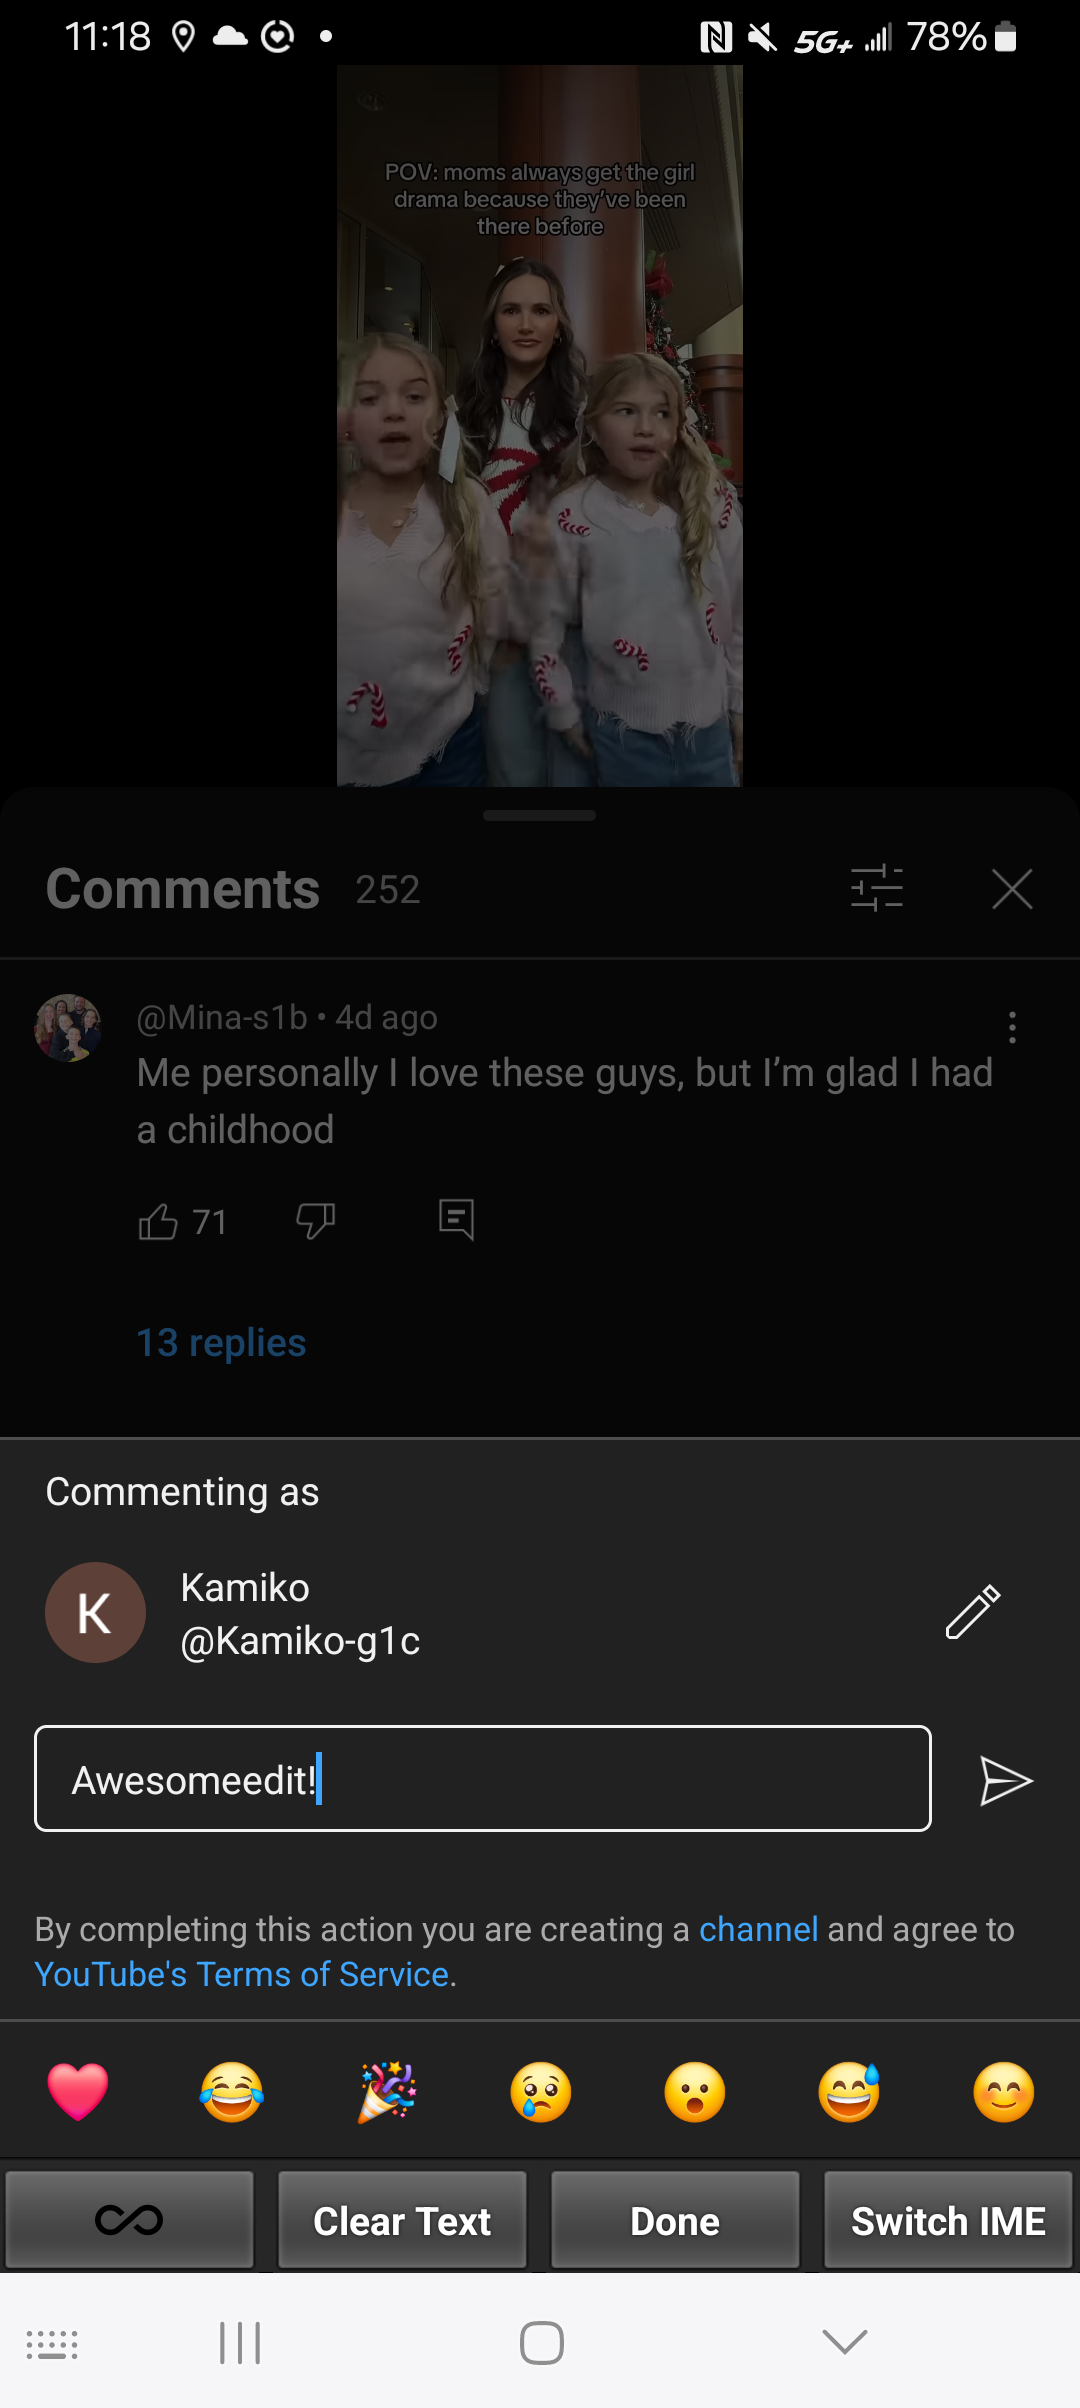 11:18
5G+ 78%
POV: moms always get the girl
drama because they've been
there before
Comments 252
@Mina-s1b • 4d ago
Me personally I love these guys, but I’m glad I had
a childhood
71
13 replies
Commenting as
K
Kamiko
@Kamiko-g1c
Awesomeedit!
By completing this action you are creating a channel and agree to
YouTube's Terms of Service.
Clear Text
Done
Switch IME